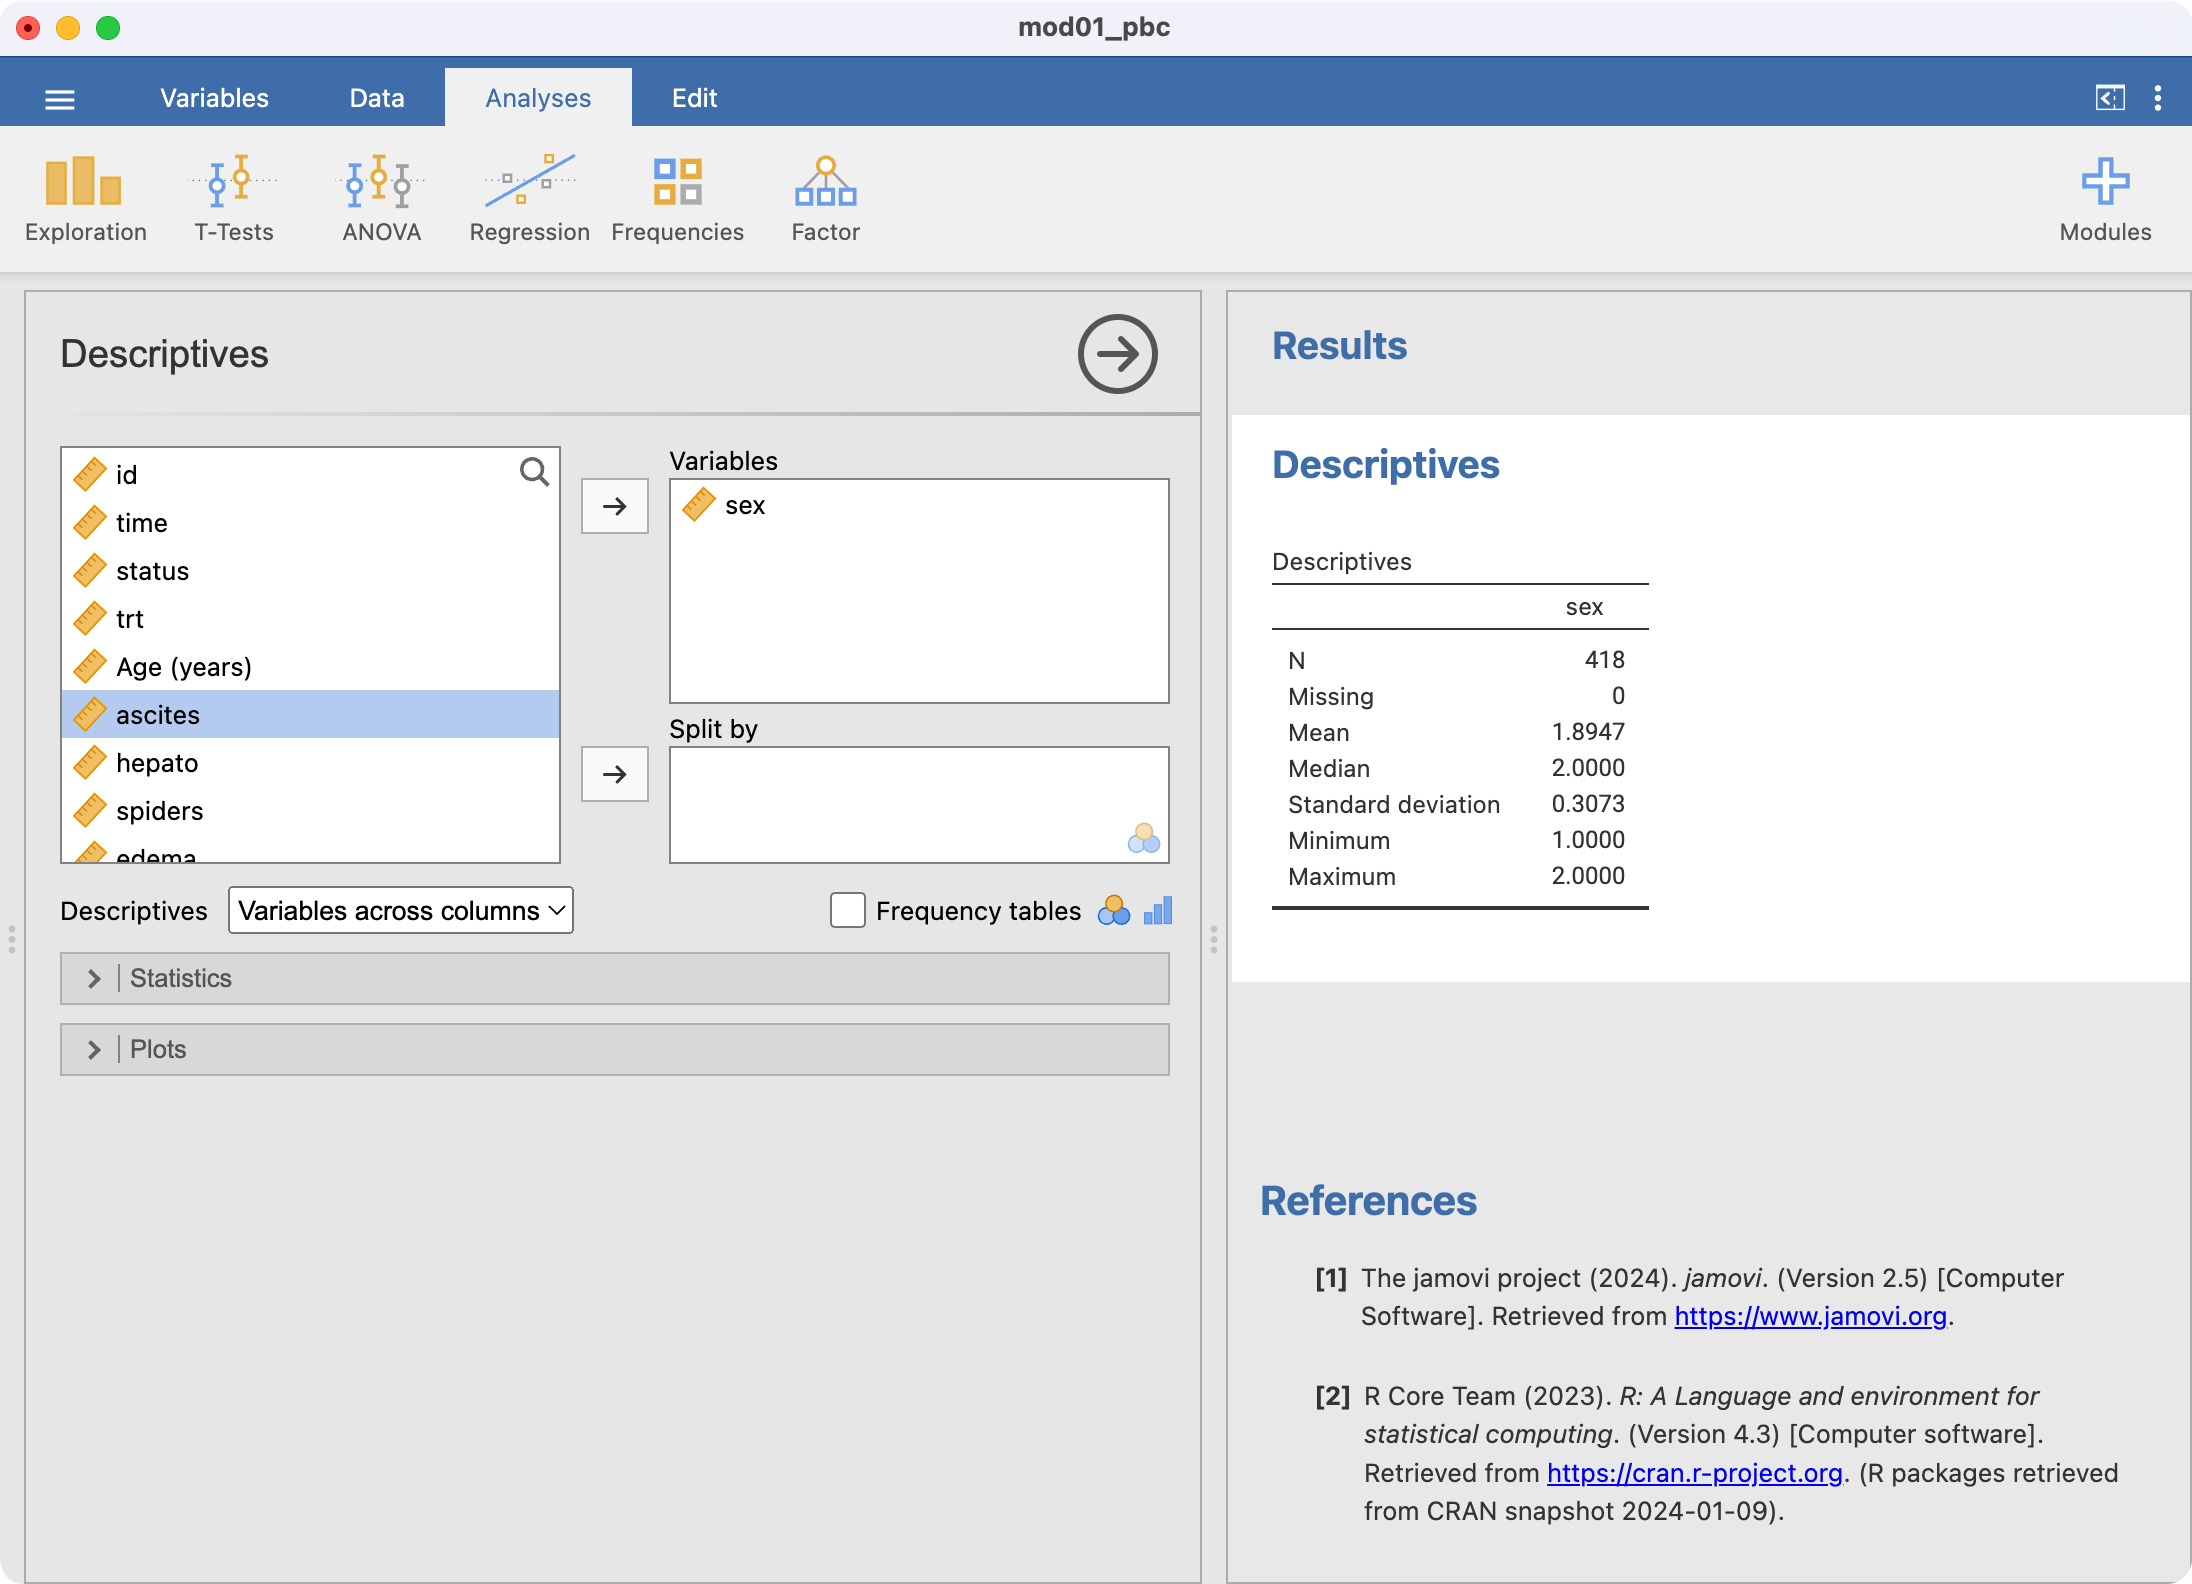 mod01_pbc
Variables
Data
Analyses
Edit
Exploration
T-Tests
ANOVA
Regression
Frequencies
Factor
Modules
Descriptives
id
time
status
trt
Age (years)
ascites
hepato
spiders
edema
Variables
sex
Split by
Descriptives
Variables across columns
Frequency tables
Statistics
Plots
Results
Descriptives
Descriptives
sex
N 418
Missing 0
Mean 1.8947
Median 2.0000
Standard deviation 0.3073
Minimum 1.0000
Maximum 2.0000
References
[1] The jamovi project (2024). jamovi. (Version 2.5) [Computer
Software]. Retrieved from https://www.jamovi.org.
[2] R Core Team (2023). R: A Language and environment for
statistical computing. (Version 4.3) [Computer software].
Retrieved from https://cran.r-project.org. (R packages retrieved
from CRAN snapshot 2024-01-09).